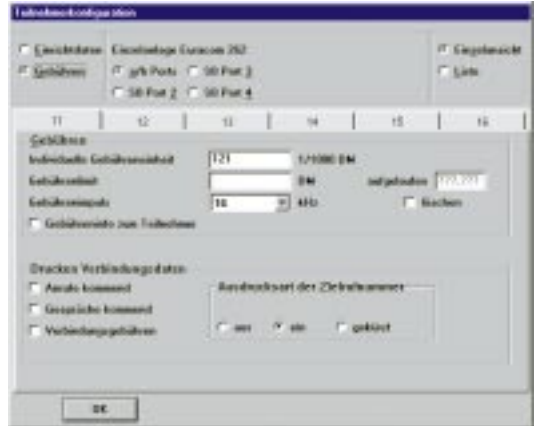 Teilnehmerkonfiguration
Einrichtdaten
Gebühren
Einzelanlage Euracom 262
a/b Ports
S0 Port 3
S0 Port 2
S0 Port 4
Einzelansicht
Liste
11 12 13 14 15 16
Gebühren
Individuelle Gebühreneinheit 121 1/1000 DM
Gebührenlimit DM aufgelaufen ???,???
Gebührenimpuls 16 kHz löschen
Gebühreninfo zum Teilnehmer
Drucken Verbindungsdaten
Anrufe kommend
Gespräche kommend
Verbindungsgebühren
Ausdrucksart der Zielrufnummer
aus ein gekürzt
OK